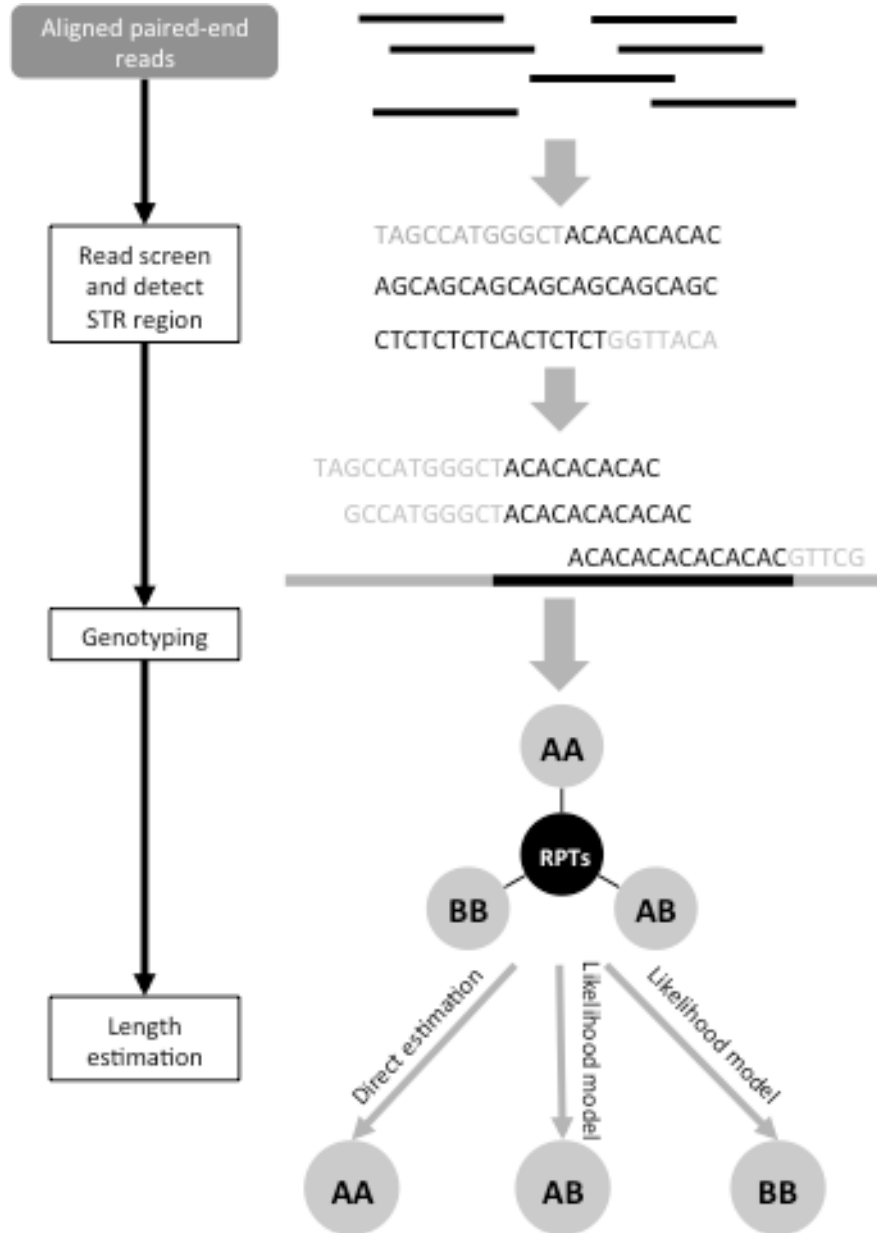 Aligned paired-end
reads
Read screen
and detect
STR region
TAGCCATGGGCTACACACACAC
AGCAGCAGCAGCAGCAGCAGC
CTCTCTCTCACTCTCTGGTTACA
TAGCCATGGGCTACACACACAC
GCCATGGGCTACACACACACAC
ACACACACACACACGTTCG
Genotyping
AA
RPTs
BB
AB
Length
estimation
Direct estimation
Likelihood model
Likelihood model
AA
AB
BB